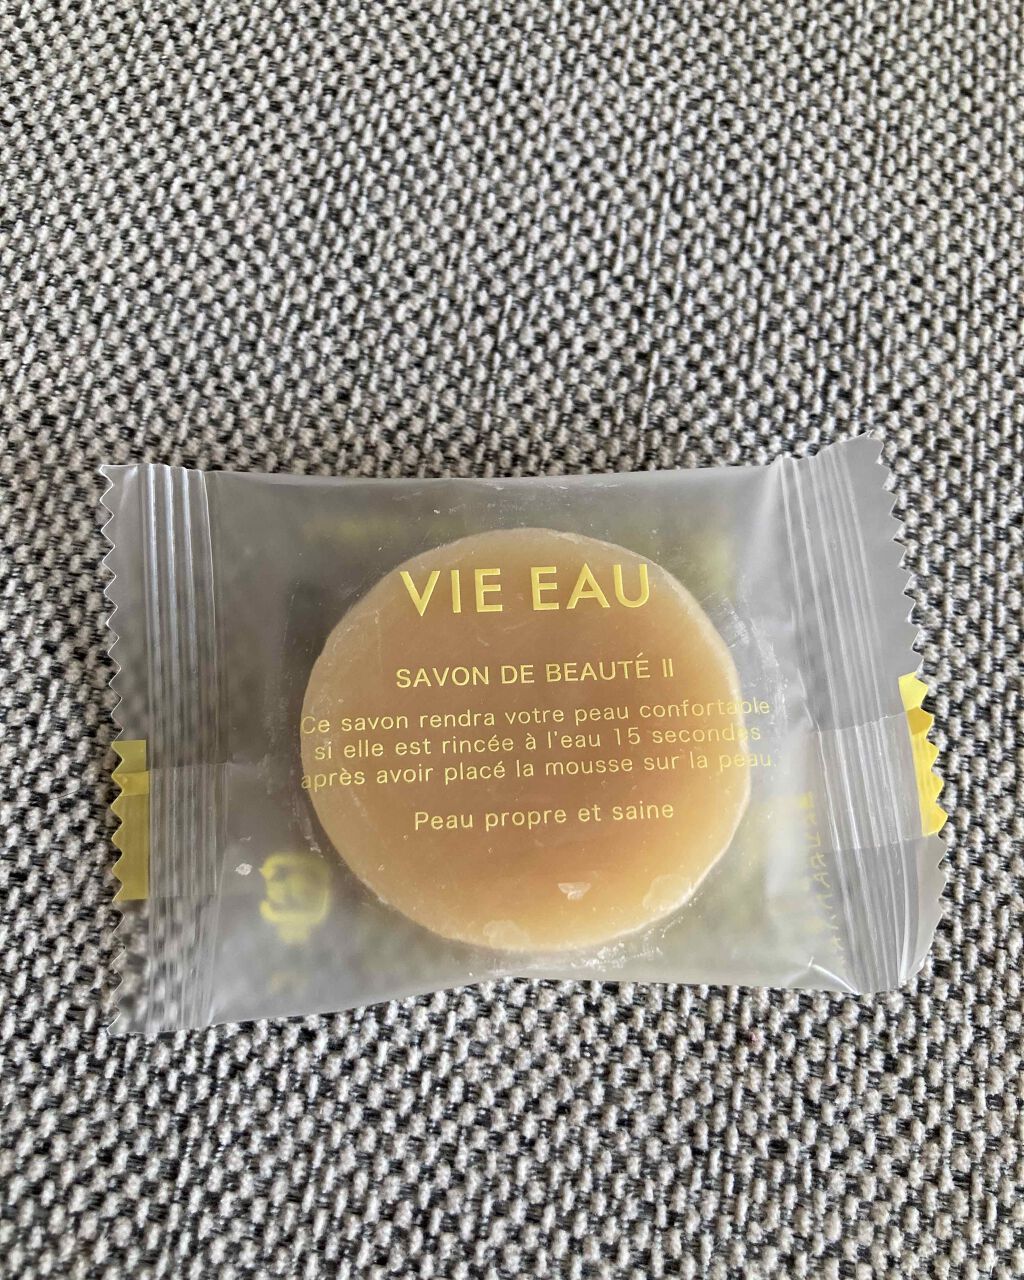 VIE EAU
SAVON DE BEAUTÉ II
Ce savon rendra votre peau confortable
si elle est rincée à l'eau 15 secondes
après avoir placé la mousse sur la peau.
Peau propre et saine